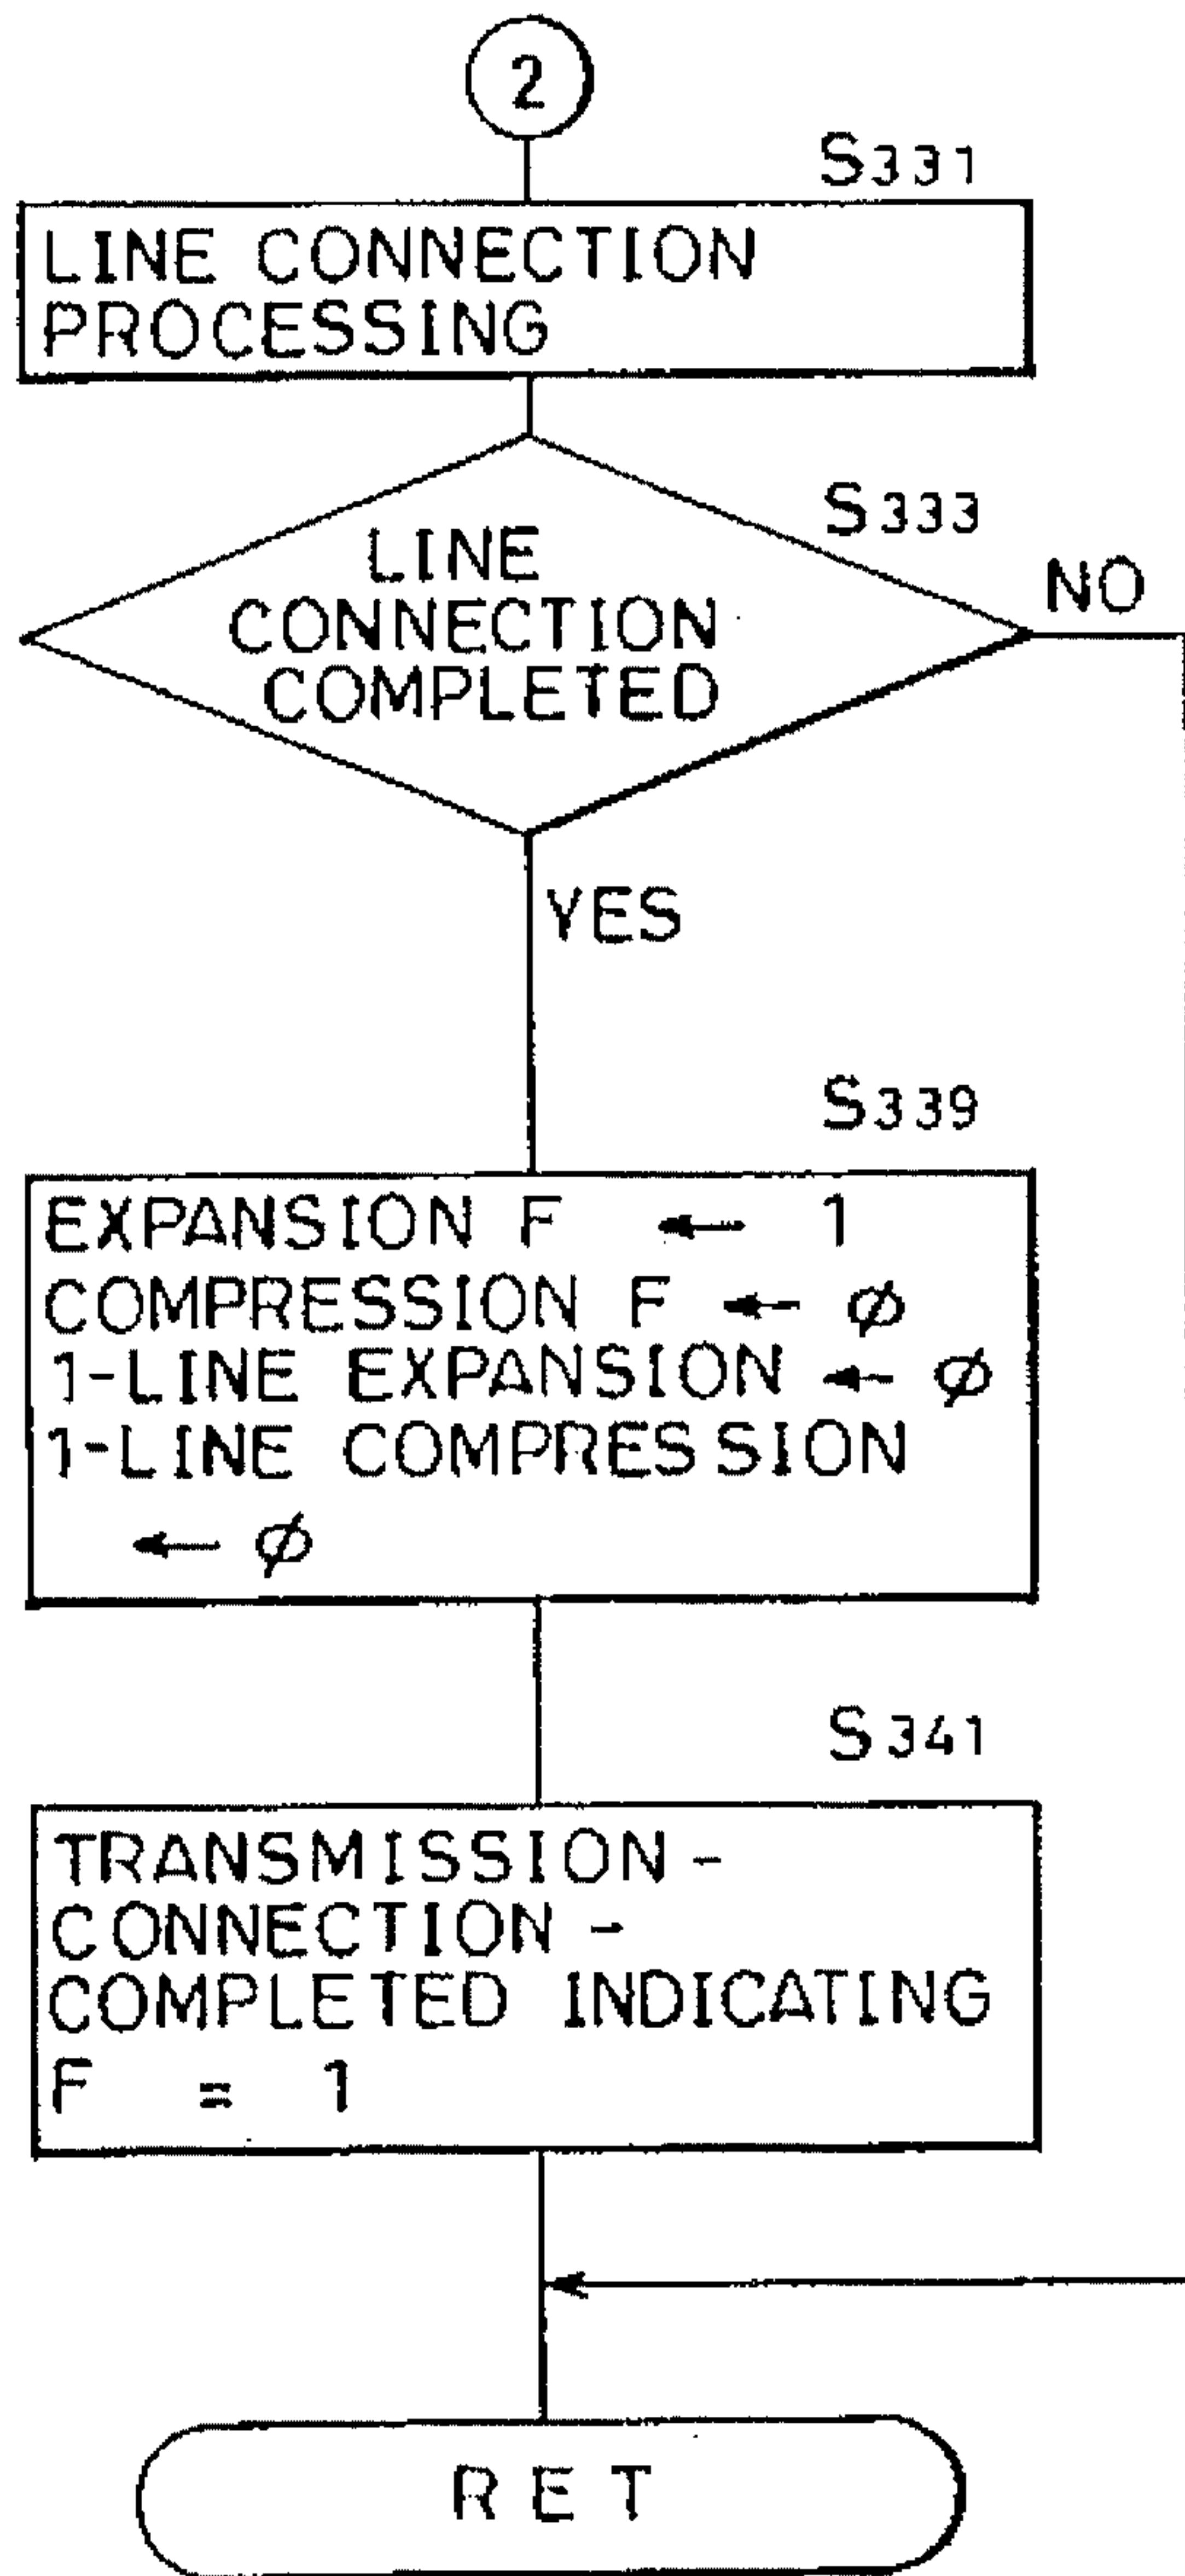 2
S331
LINE CONNECTION
PROCESSING
S333
LINE
CONNECTION
COMPLETED
NO
YES
S339
EXPANSION F ← 1
COMPRESSION F ← ∅
1-LINE EXPANSION ← ∅
1-LINE COMPRESSION
← ∅
S341
TRANSMISSION-
CONNECTION-
COMPLETED INDICATING
F = 1
RET